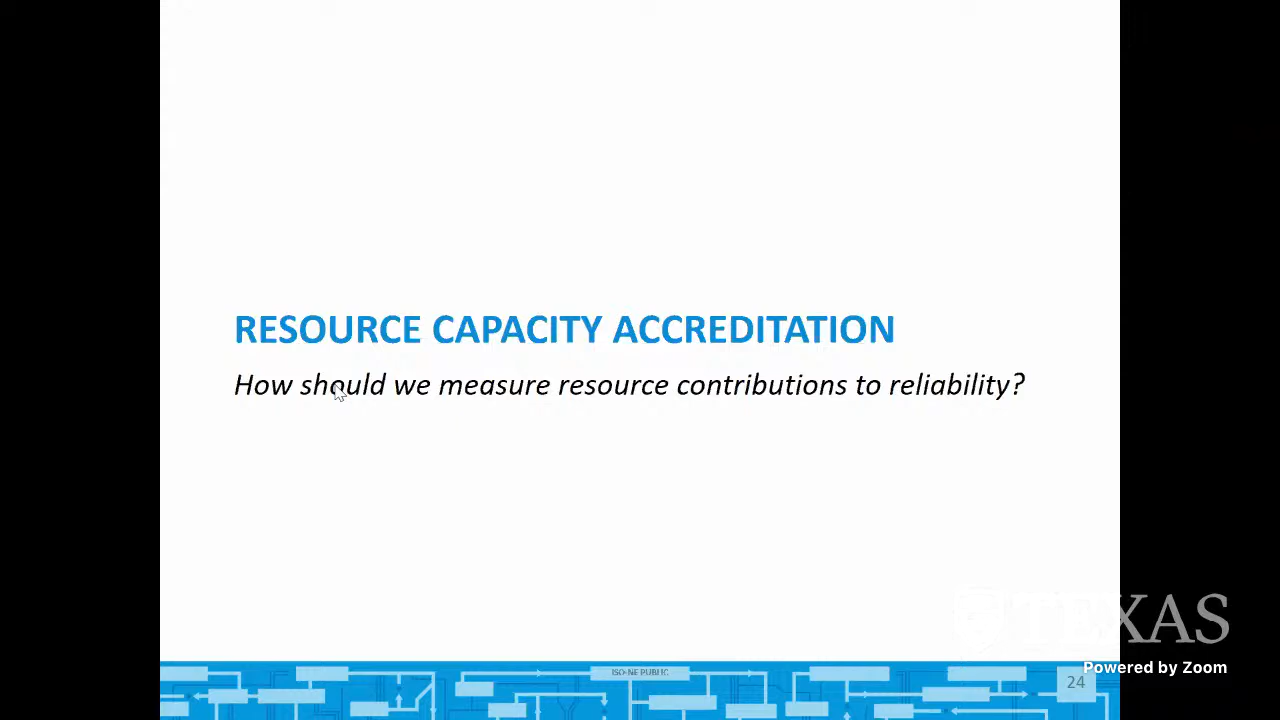 RESOURCE CAPACITY ACCREDITATION
How should we measure resource contributions to reliability?
TEXAS
Powered by Zoom
ISO-NE PUBLIC
24